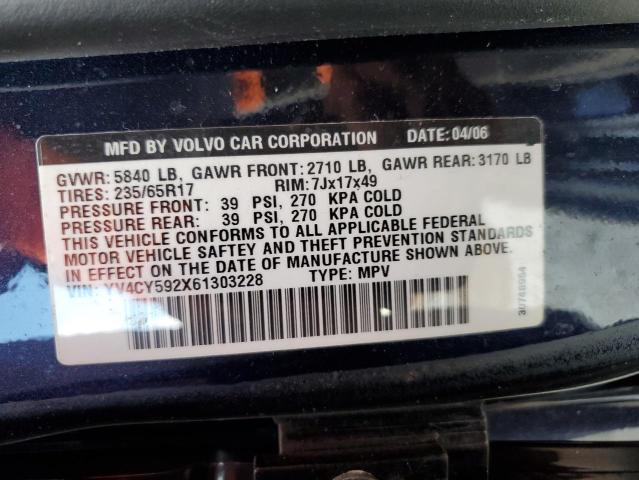 MFD BY VOLVO CAR CORPORATION DATE: 04/06
GVWR: 5840 LB, GAWR FRONT: 2710 LB, GAWR REAR: 3170 LB
TIRES: 235/65R17 RIM: 7Jx17x49
PRESSURE FRONT: 39 PSI, 270 KPA COLD
PRESSURE REAR: 39 PSI, 270 KPA COLD
THIS VEHICLE CONFORMS TO ALL APPLICABLE FEDERAL
MOTOR VEHICLE SAFTEY AND THEFT PREVENTION STANDARDS
IN EFFECT ON THE DATE OF MANUFACTURE SHOWN ABOVE.
VIN: YV4CY592X61303228 TYPE: MPV
30748954